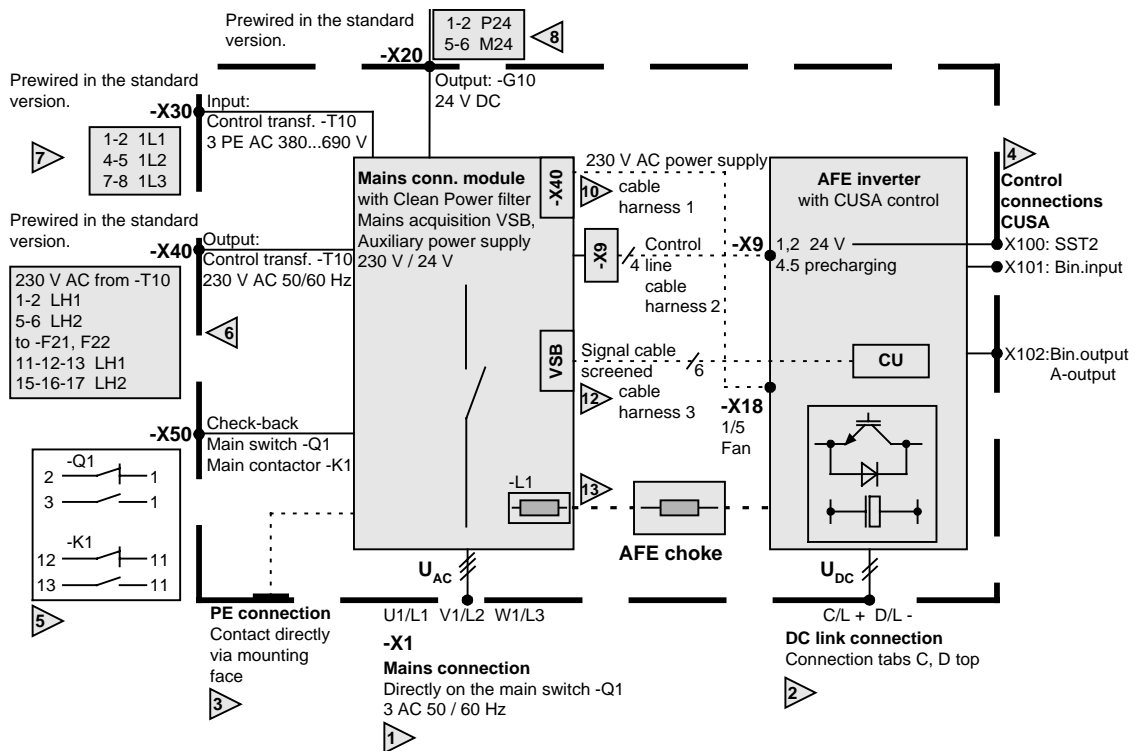 Prewired in the standard
version.
1-2 P24
5-6 M24
8
-X20
Output: -G10
24 V DC
Prewired in the standard
version.
-X30
Input:
Control transf. -T10
3 PE AC 380...690 V
7
1-2 1L1
4-5 1L2
7-8 1L3
Prewired in the standard
version.
-X40
Output:
Control transf. -T10
230 V AC 50/60 Hz
230 V AC from -T10
1-2 LH1
5-6 LH2
to -F21, F22
11-12-13 LH1
15-16-17 LH2
6
-X50
Check-back
Main switch -Q1
Main contactor -K1
-Q1
2 1
3 1
-K1
12 11
13 11
5
Mains conn. module
with Clean Power filter
Mains acquisition VSB,
Auxiliary power supply
230 V / 24 V
-X40
230 V AC power supply
10
cable
harness 1
-X9
4
Control
line
cable
harness 2
-X9
VSB
Signal cable
screened
6
12
cable
harness 3
-X18
1/5
Fan
-L1
13
AFE choke
AFE inverter
with CUSA control
1,2 24 V
4.5 precharging
CU
4
Control
connections
CUSA
X100: SST2
X101: Bin.input
X102:Bin.output
A-output
PE connection
Contact directly
via mounting
face
3
UAC
U1/L1 V1/L2 W1/L3
-X1
Mains connection
Directly on the main switch -Q1
3 AC 50 / 60 Hz
1
UDC
C/L + D/L -
DC link connection
Connection tabs C, D top
2